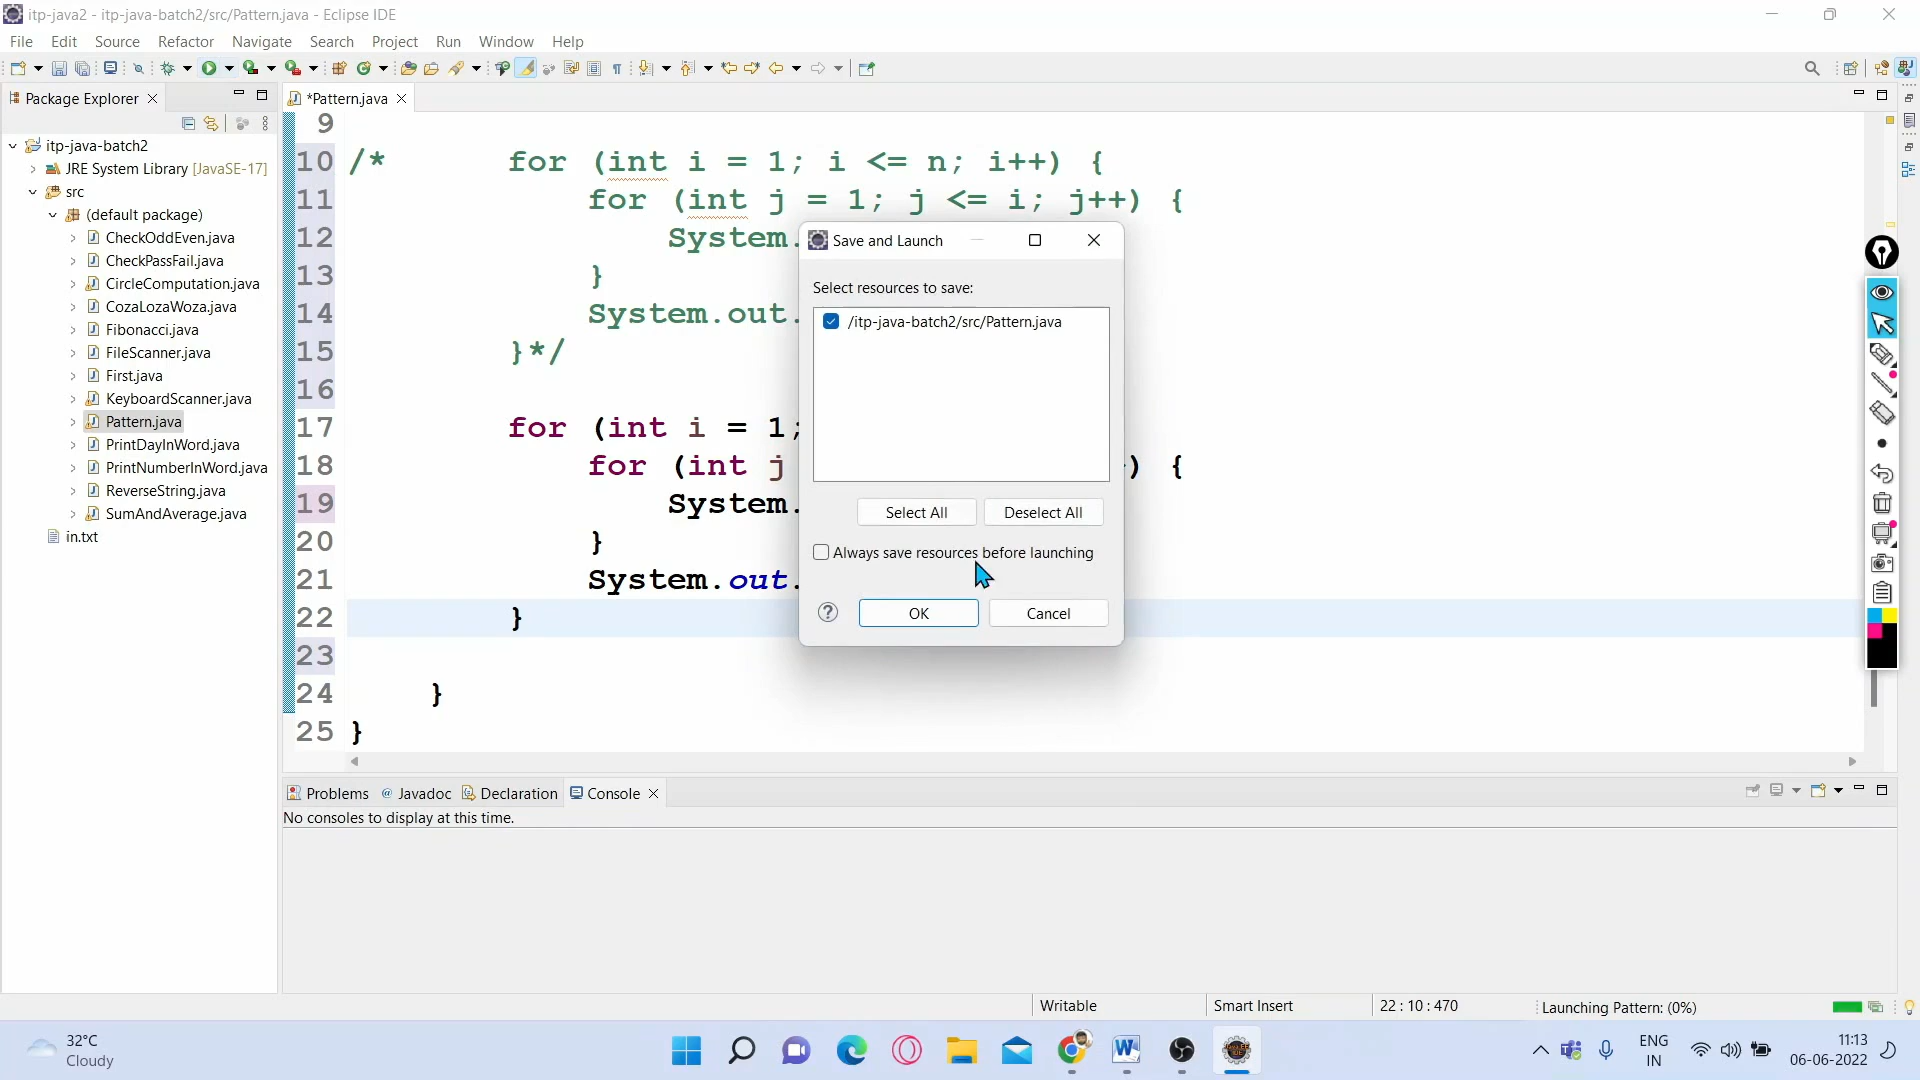 itp-java2 - itp-java-batch2/src/Pattern.java - Eclipse IDE
File Edit Source Refactor Navigate Search Project Run Window Help
Package Explorer
*Pattern.java
itp-java-batch2
JRE System Library [JavaSE-17]
src
(default package)
CheckOddEven.java
CheckPassFail.java
CircleComputation.java
CozaLozaWoza.java
Fibonacci.java
FileScanner.java
First.java
KeyboardScanner.java
Pattern.java
PrintDayInWord.java
PrintNumberInWord.java
ReverseString.java
SumAndAverage.java
in.txt
9
10 /* for (int i = 1; i <= n; i++) {
11 for (int j = 1; j <= i; j++) {
12 System.
13 }
14 System.out.
15 }*/
16
17 for (int i = 1;
18 for (int j ) {
19 System.
20 }
21 System.out.
22 }
23
24 }
25 }
Save and Launch
Select resources to save:
/itp-java-batch2/src/Pattern.java
Select All Deselect All
Always save resources before launching
? OK Cancel
Problems @ Javadoc Declaration Console
No consoles to display at this time.
Writable Smart Insert 22 : 10 : 470 Launching Pattern: (0%)
32°C
Cloudy
ENG
IN
11:13
06-06-2022